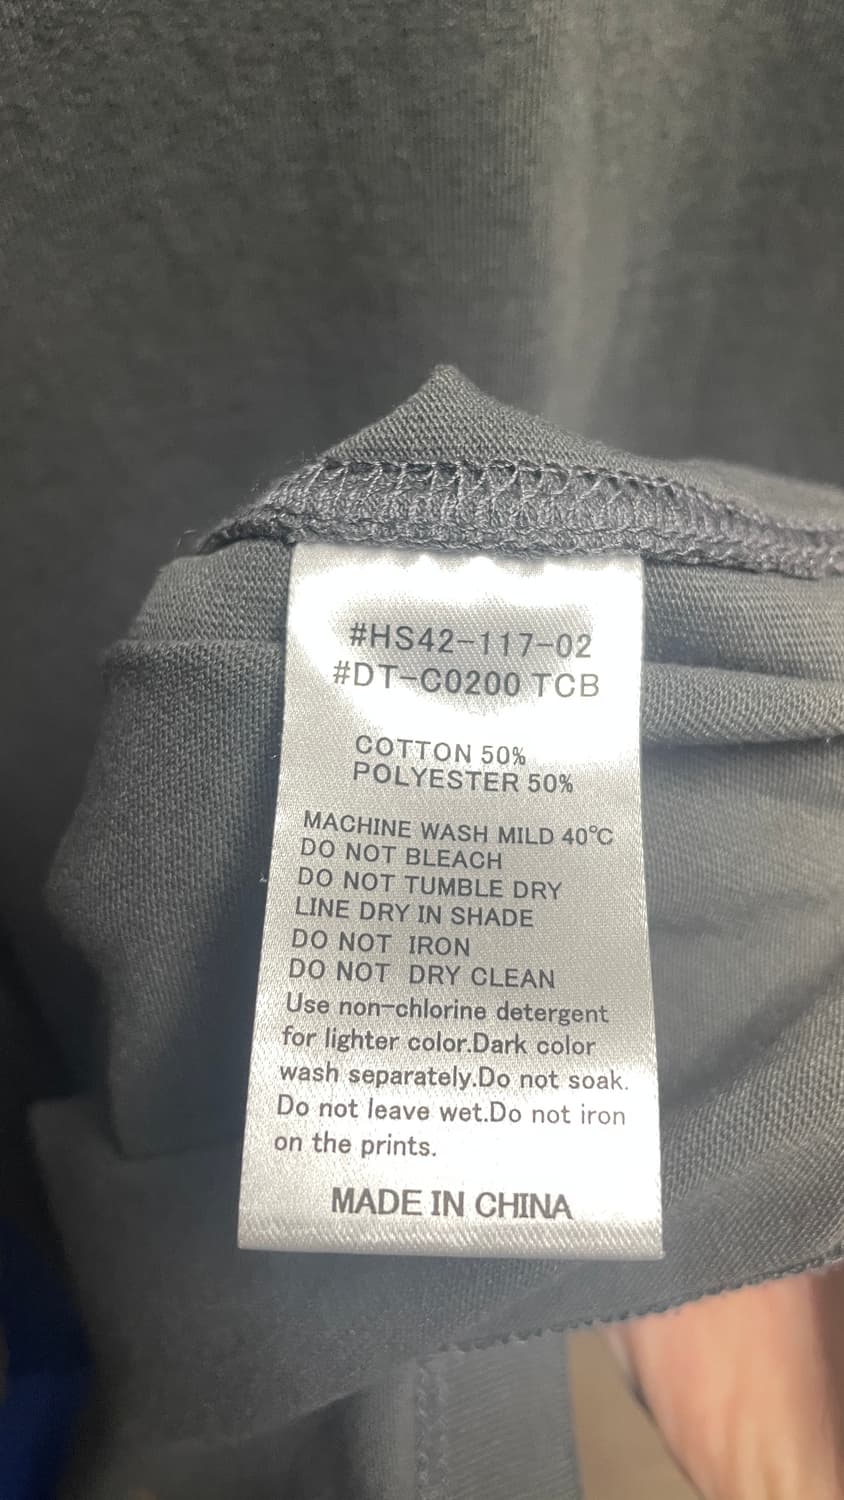 #HS42-117-02
#DT-C0200 TCB
COTTON 50%
POLYESTER 50%
MACHINE WASH MILD 40℃
DO NOT BLEACH
DO NOT TUMBLE DRY
LINE DRY IN SHADE
DO NOT IRON
DO NOT DRY CLEAN
Use non-chlorine detergent
for lighter color.Dark color
wash separately.Do not soak.
Do not leave wet.Do not iron
on the prints.
MADE IN CHINA